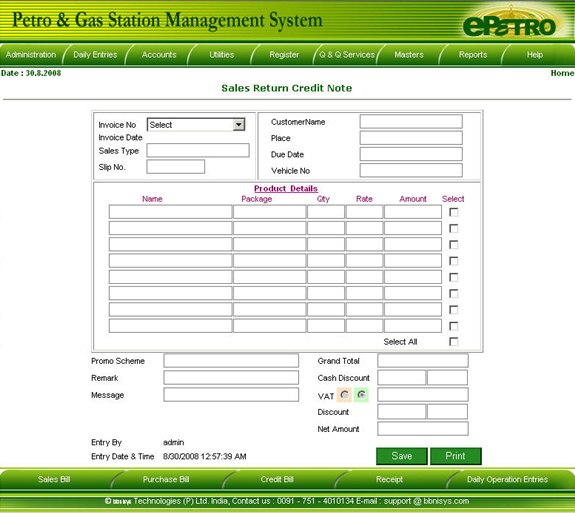 Petro & Gas Station Management System
ePetRO
Administration Daily Entries Accounts Utilities Register Q & Q Services Masters Reports Help
Date : 30.8.2008 Home
Sales Return Credit Note
Invoice No Select
Invoice Date
Sales Type
Slip No.
CustomerName
Place
Due Date
Vehicle No
Product Details
Name Package Qty Rate Amount Select
Select All
Promo Scheme
Remark
Message
Grand Total
Cash Discount
VAT
Discount
Net Amount
Entry By admin
Entry Date & Time 8/30/2008 12:57:39 AM
Save Print
Sales Bill Purchase Bill Credit Bill Receipt Daily Operation Entries
© bbnisys Technologies (P) Ltd. India, Contact us : 0091 - 751 - 4010134 E-mail : support @ bbnisys.com